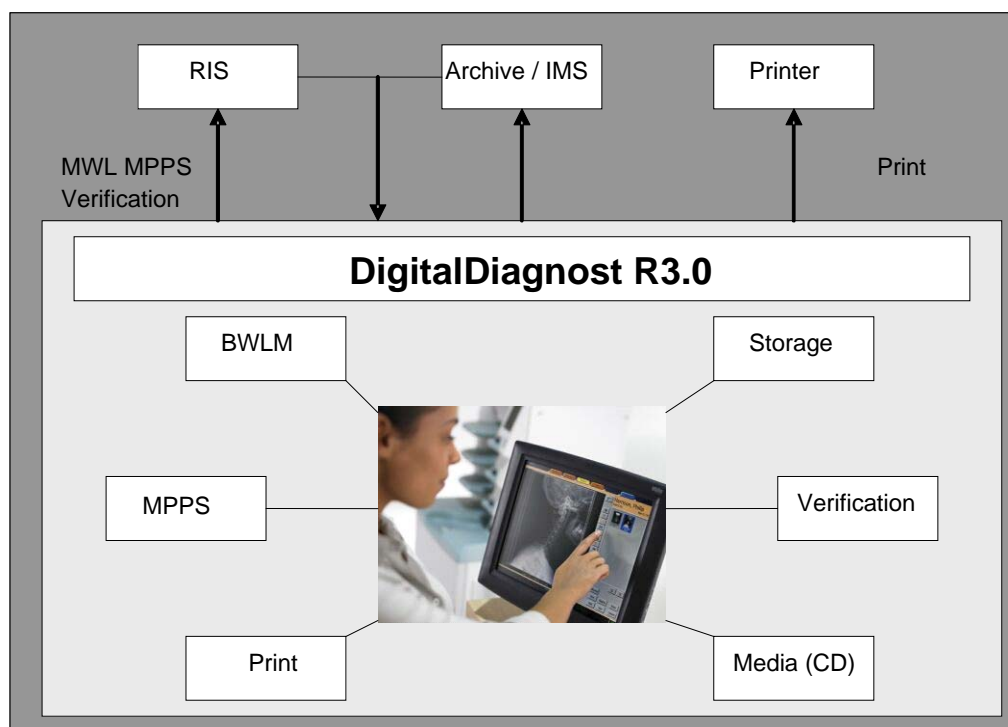 RIS
Archive / IMS
Printer
MWL MPPS
Verification
Print
DigitalDiagnost R3.0
BWLM
Storage
MPPS
Verification
Print
Media (CD)